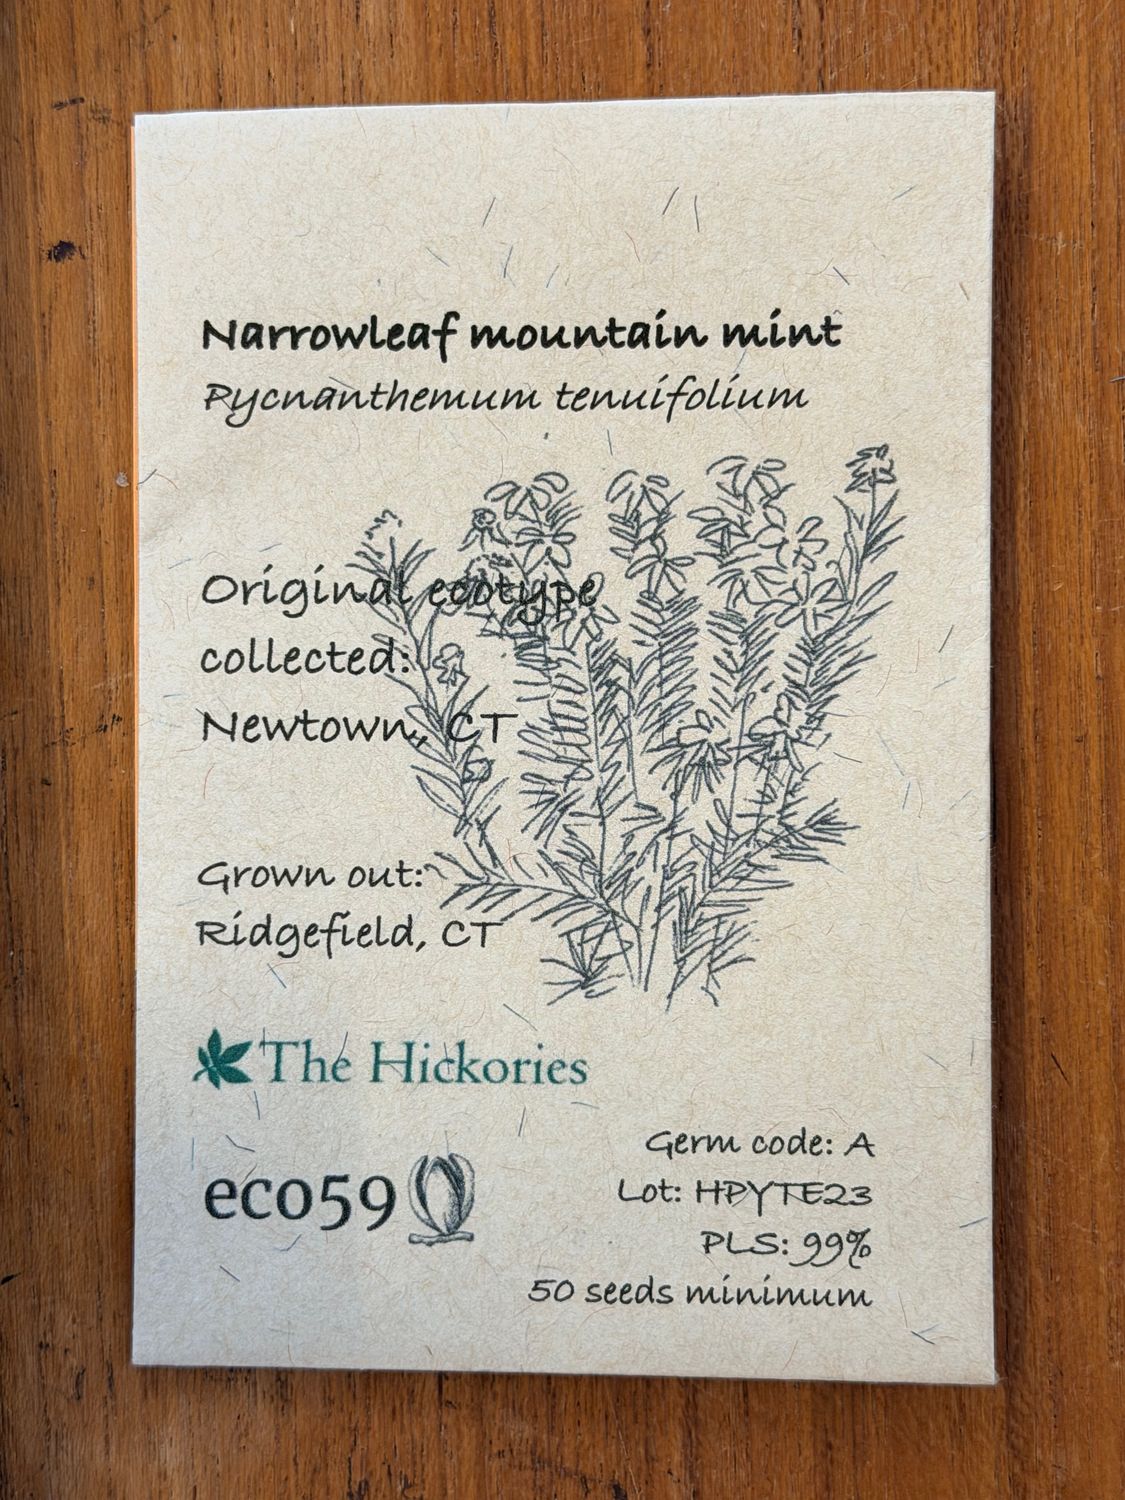 Narrowleaf mountain mint
Pycnanthemum tenuifolium
Original ecotype
collected:
Newtown, CT
Grown out:
Ridgefield, CT
The Hickories
eco59
Germ code: A
Lot: HPYTE23
PLS: 99%
50 seeds minimum